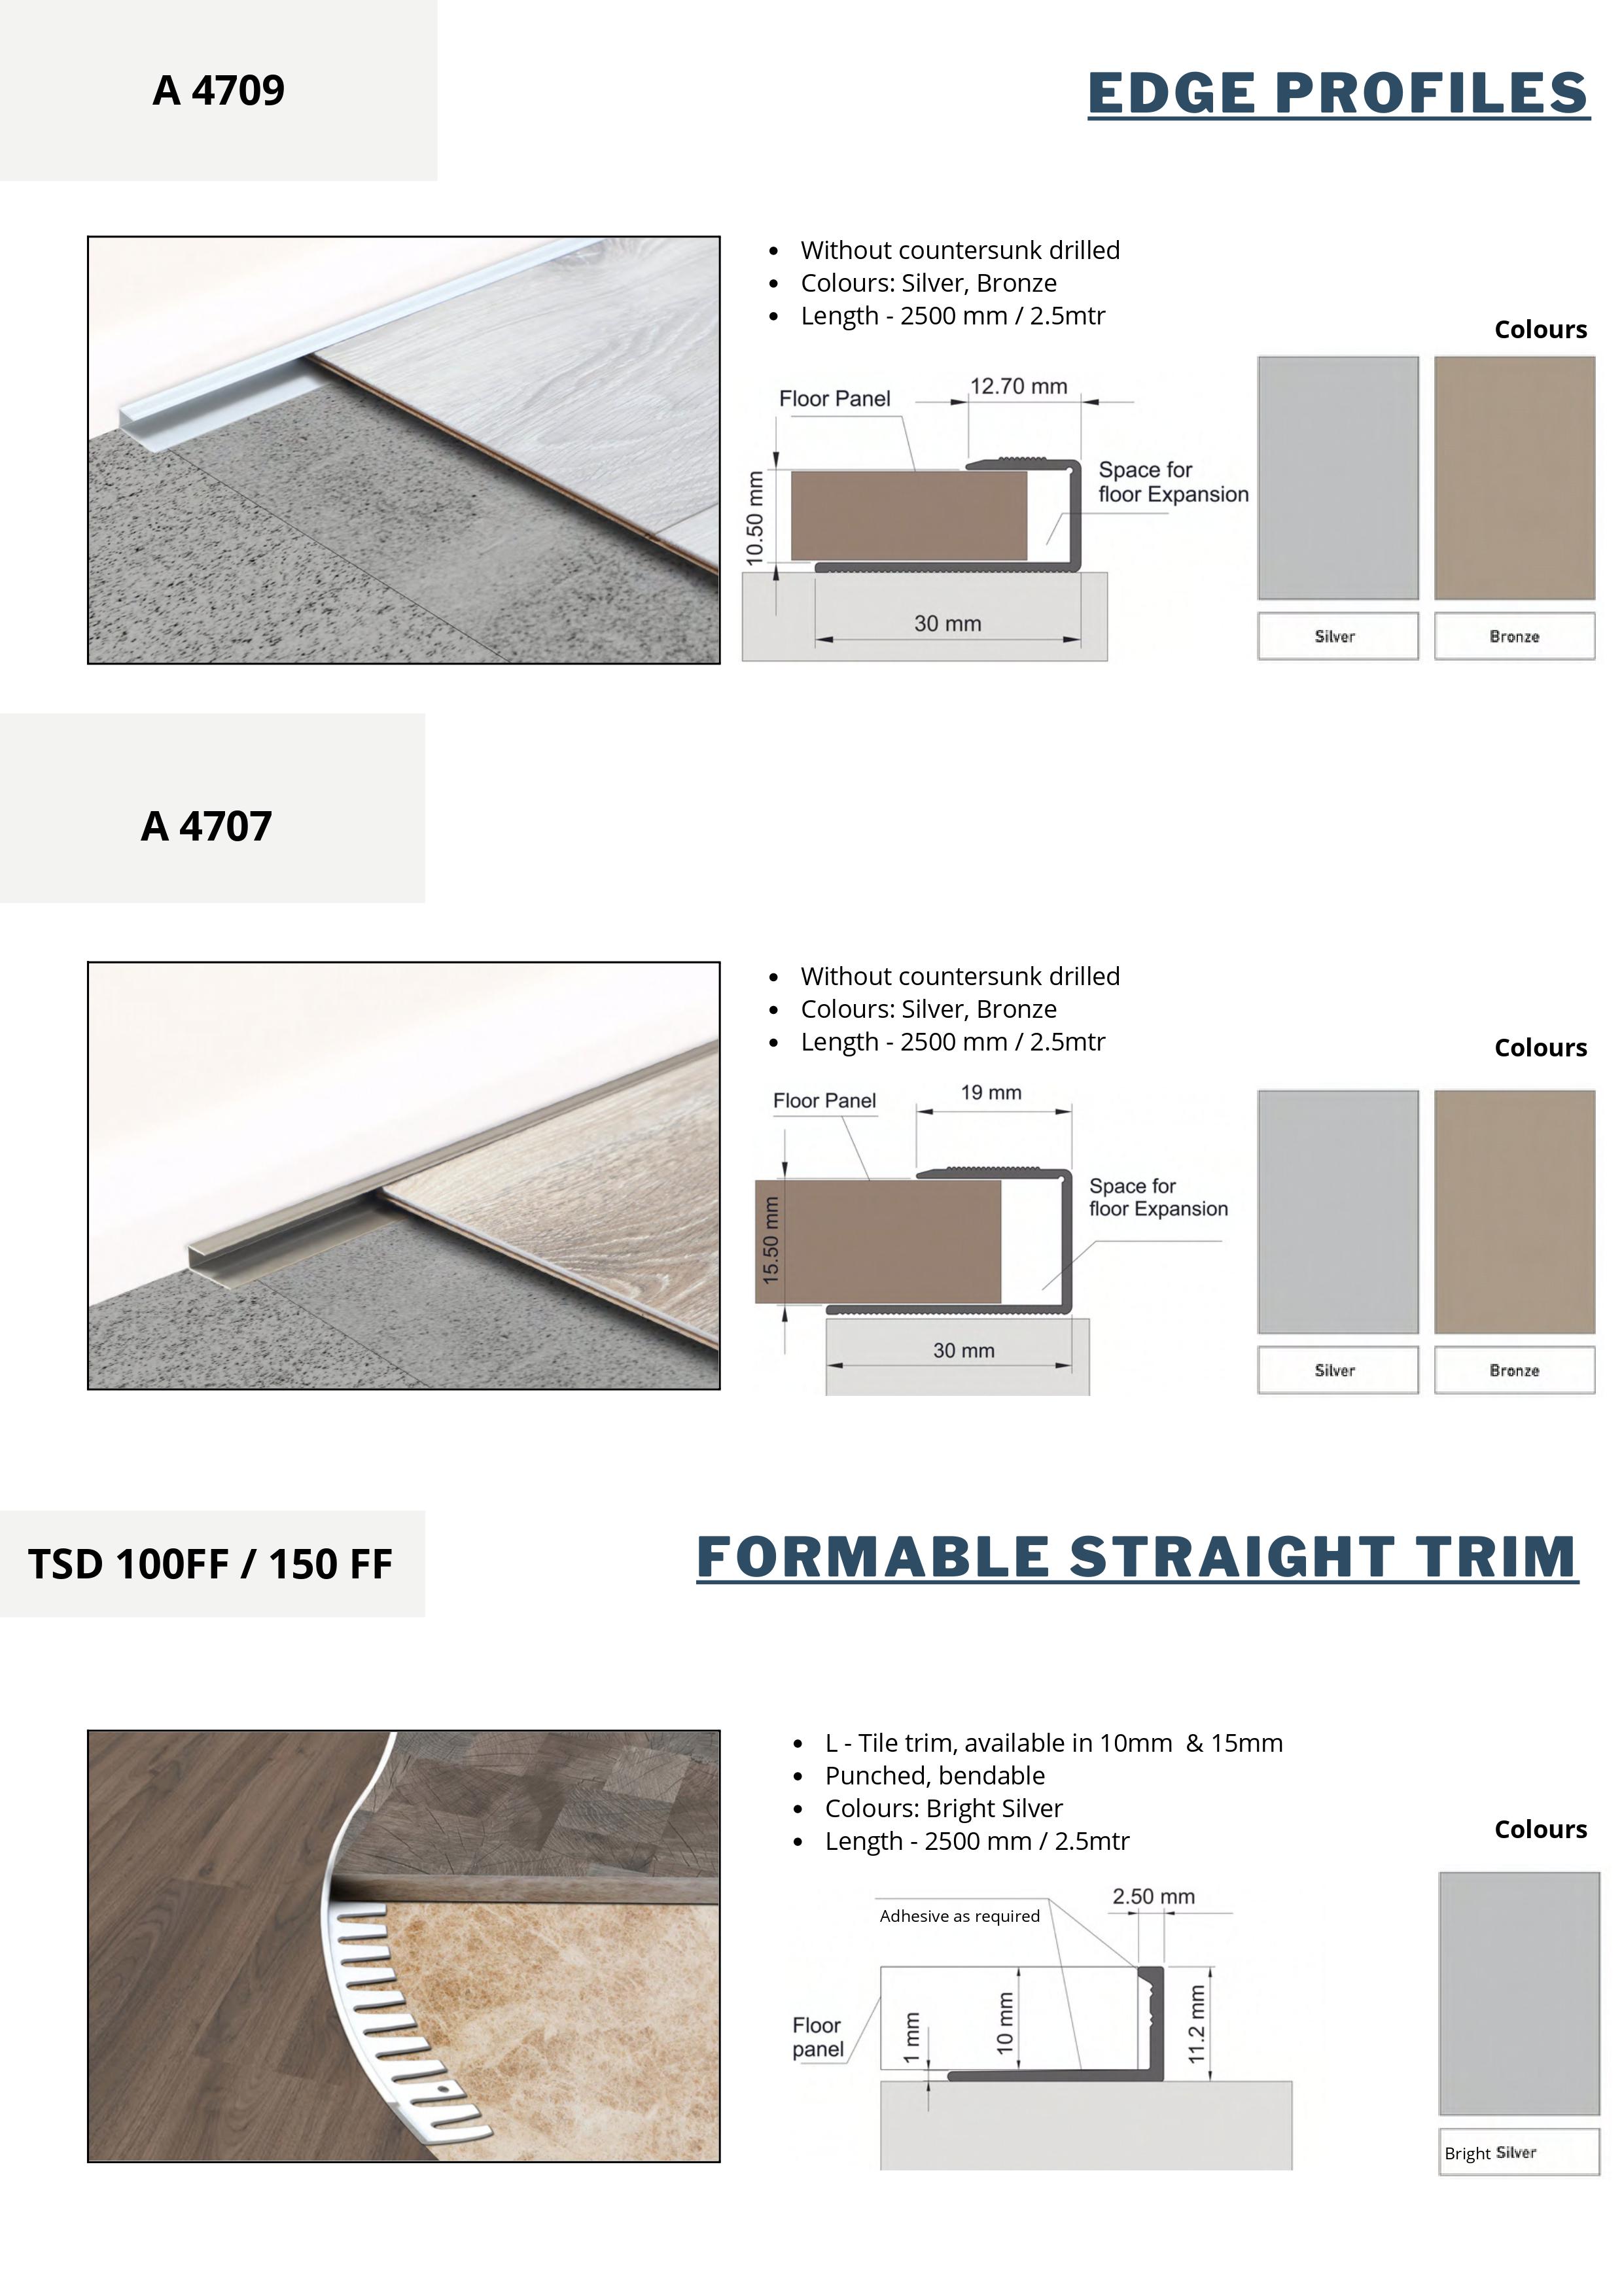 A 4709
EDGE PROFILES
• Without countersunk drilled
• Colours: Silver, Bronze
• Length - 2500 mm / 2.5mtr
Colours
12.70 mm
Floor Panel
Space for
floor Expansion
10.50 mm
30 mm
Silver
Bronze
A 4707
• Without countersunk drilled
• Colours: Silver, Bronze
• Length - 2500 mm / 2.5mtr
Colours
19 mm
Floor Panel
Space for
floor Expansion
15.50 mm
30 mm
Silver
Bronze
TSD 100FF / 150 FF
FORMABLE STRAIGHT TRIM
• L - Tile trim, available in 10mm & 15mm
• Punched, bendable
• Colours: Bright Silver
• Length - 2500 mm / 2.5mtr
Colours
2.50 mm
Adhesive as required
Floor
panel
1 mm
10 mm
11.2 mm
Bright Silver